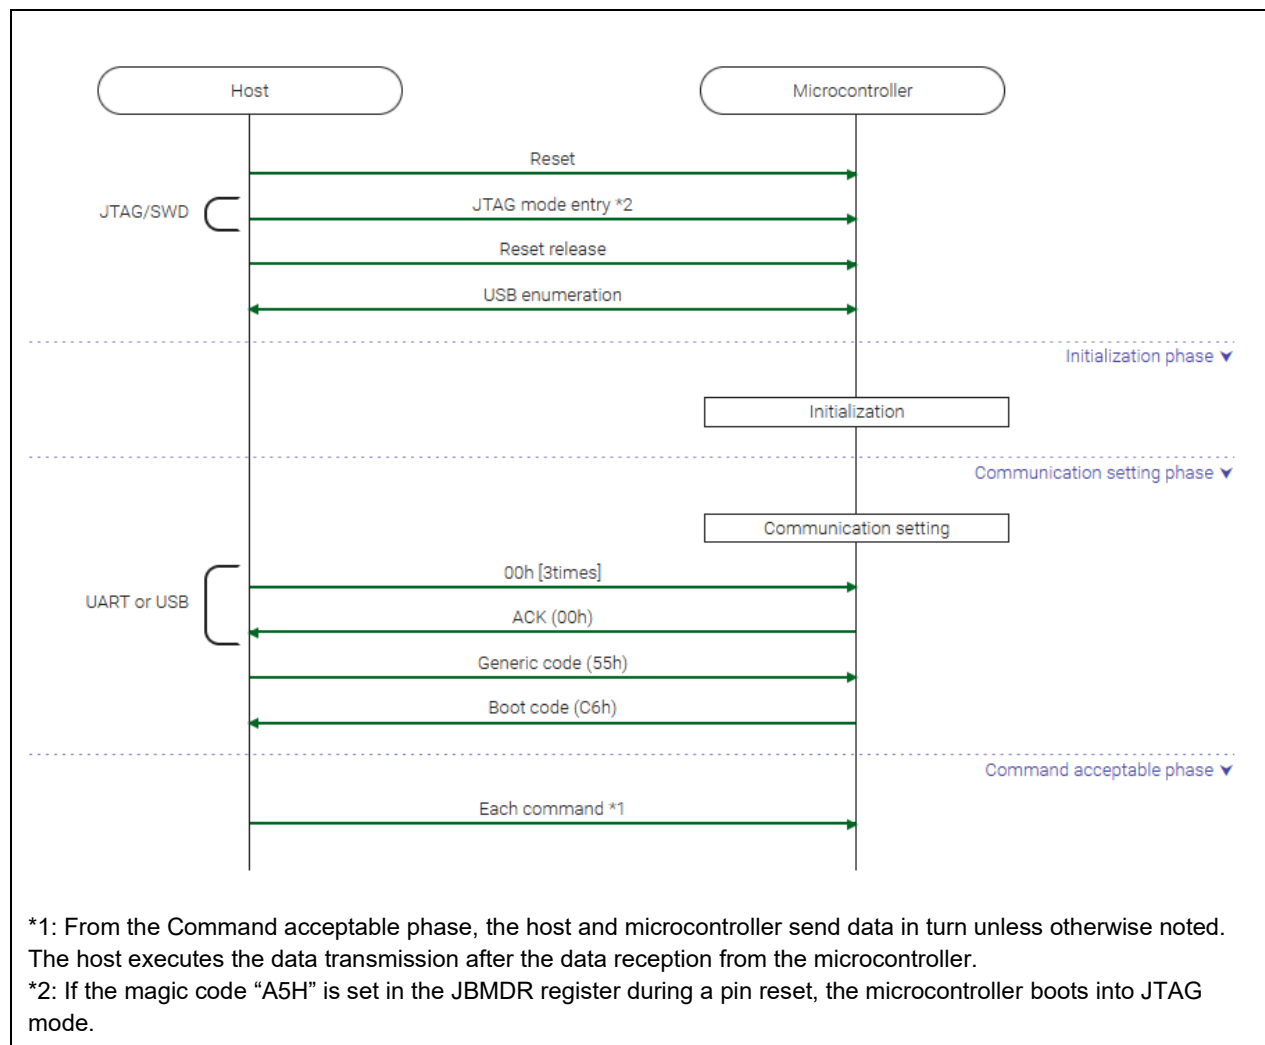 Host
Microcontroller
Reset
JTAG/SWD
JTAG mode entry *2
Reset release
USB enumeration
Initialization phase
Initialization
Communication setting phase
Communication setting
00h [3times]
UART or USB
ACK (00h)
Generic code (55h)
Boot code (C6h)
Command acceptable phase
Each command *1
*1: From the Command acceptable phase, the host and microcontroller send data in turn unless otherwise noted.
The host executes the data transmission after the data reception from the microcontroller.
*2: If the magic code “A5H” is set in the JBMDR register during a pin reset, the microcontroller boots into JTAG
mode.